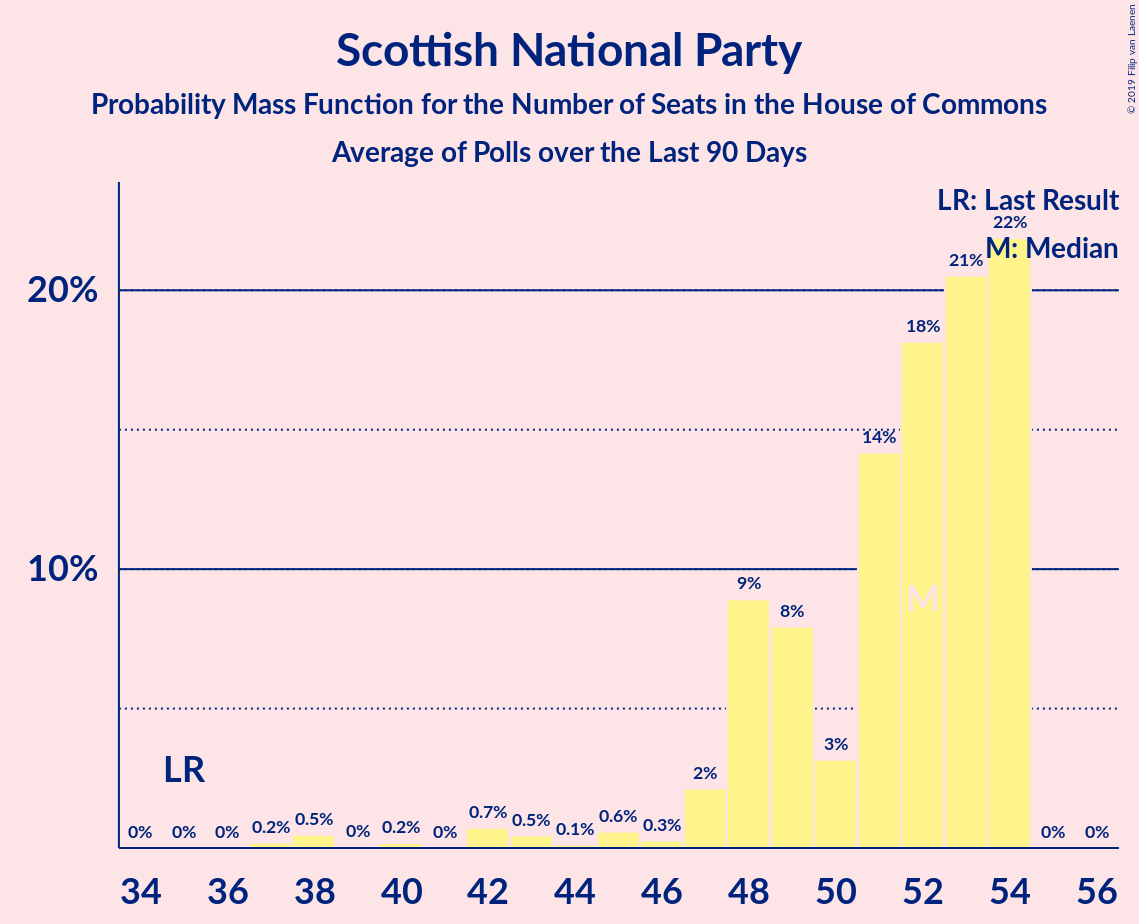 Scottish National Party
Probability Mass Function for the Number of Seats in the House of Commons
Average of Polls over the Last 90 Days
© 2019 Filip van Laenen
LR: Last Result
M: Median
22%
21%
20%
18%
14%
10%
9%
M
8%
3%
LR
2%
0%
0%
0%
0.2%
0.5%
0%
0.2%
0%
0.7%
0.5%
0.1%
0.6%
0.3%
0%
0%
34 36 38 40 42 44 46 48 50 52 54 56